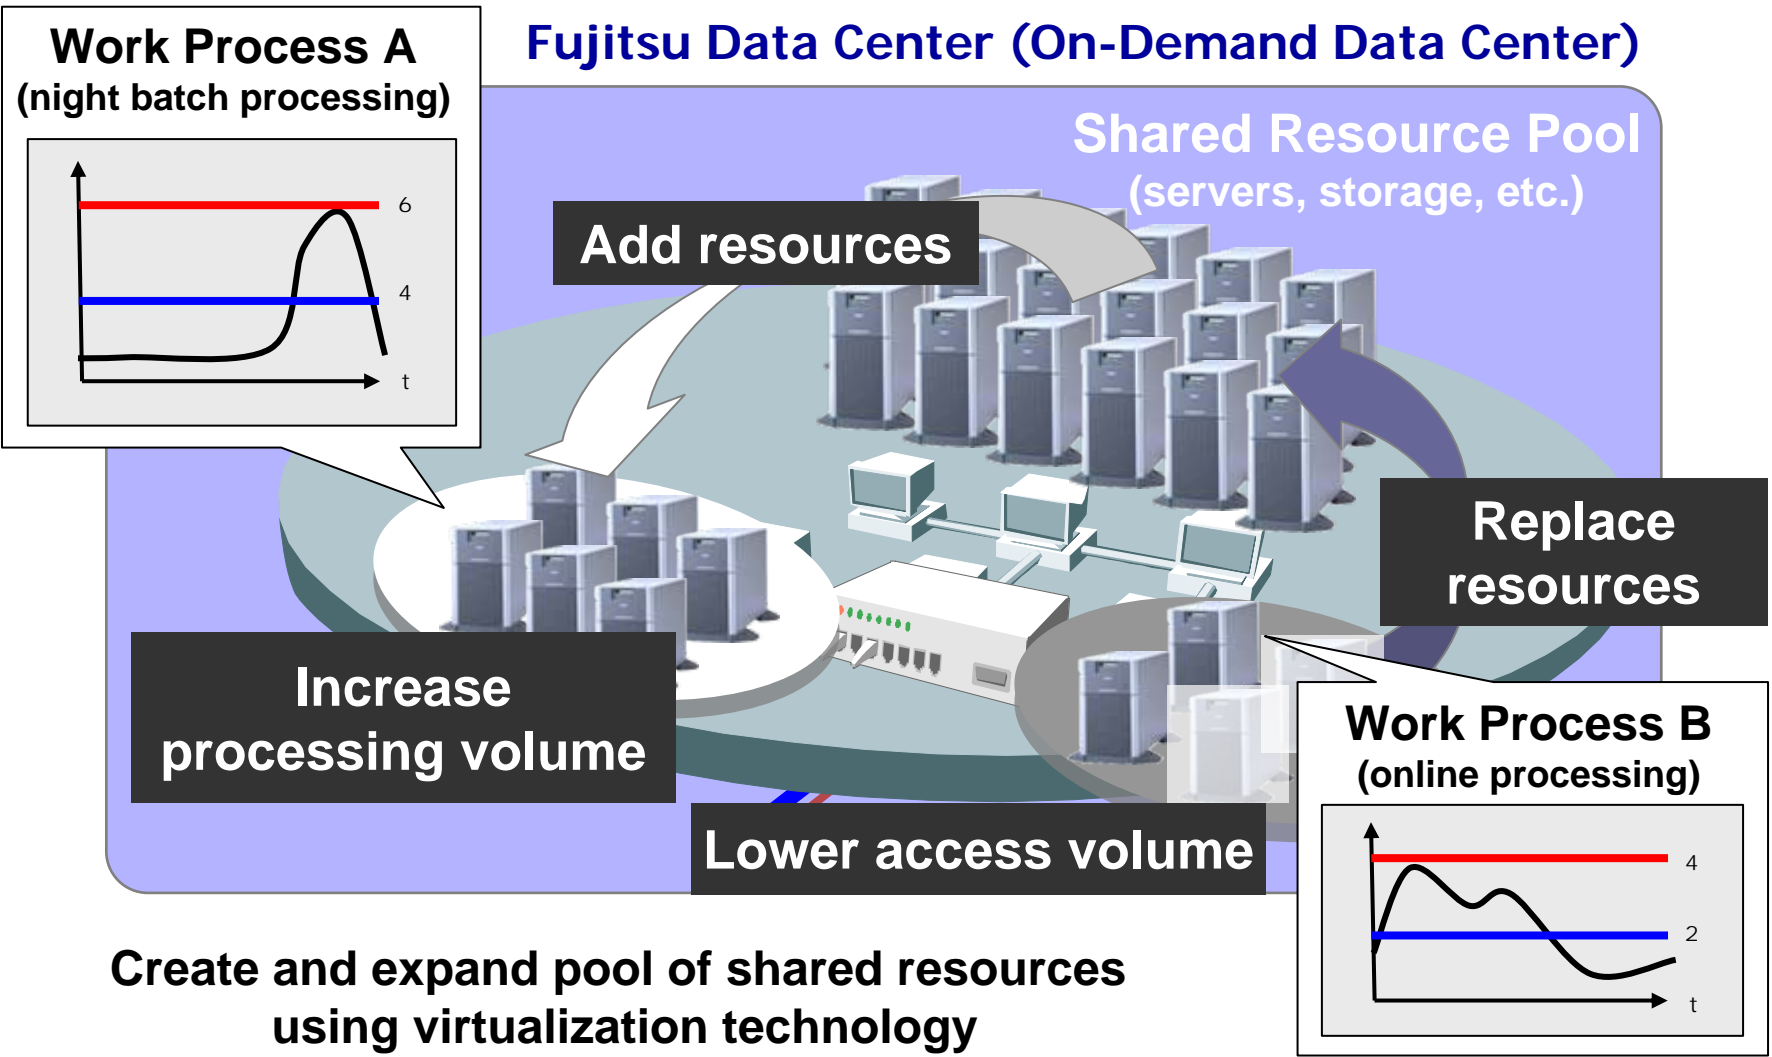 Work Process A
(night batch processing)
6
4
t
Fujitsu Data Center (On-Demand Data Center)
Shared Resource Pool
(servers, storage, etc.)
Add resources
Replace
resources
Increase
processing volume
Lower access volume
Work Process B
(online processing)
4
2
t
Create and expand pool of shared resources
using virtualization technology